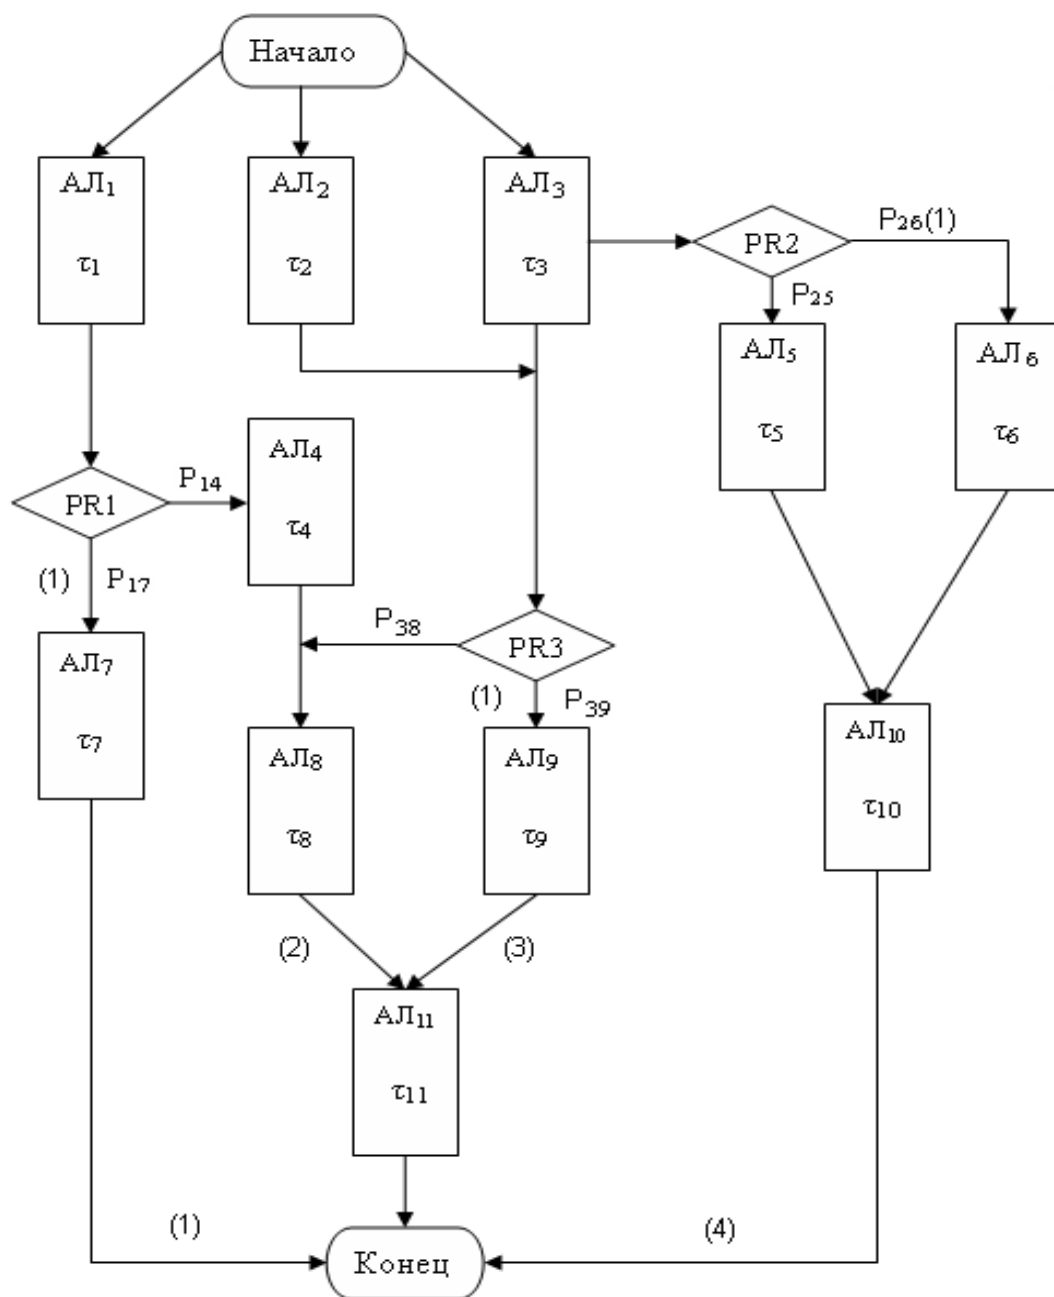 Начало
АЛ₁
τ₁
АЛ₂
τ₂
АЛ₃
τ₃
PR2
P₂₆(1)
P₂₅
АЛ₅
τ₅
АЛ₆
τ₆
PR1
P₁₄
(1)
P₁₇
АЛ₄
τ₄
P₃₈
PR3
(1)
P₃₉
АЛ₇
τ₇
АЛ₈
τ₈
АЛ₉
τ₉
АЛ₁₀
τ₁₀
(2)
(3)
АЛ₁₁
τ₁₁
(1)
(4)
Конец